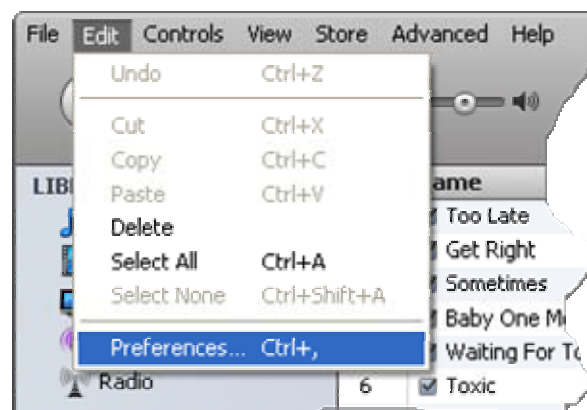 File Edit Controls View Store Advanced Help
Undo Ctrl+Z
Cut Ctrl+X
Copy Ctrl+C
Paste Ctrl+V
Delete
Select All Ctrl+A
Select None Ctrl+Shift+A
Preferences... Ctrl+,
LIB
ame
Too Late
Get Right
Sometimes
Baby One M
Waiting For T
Radio
6 Toxic